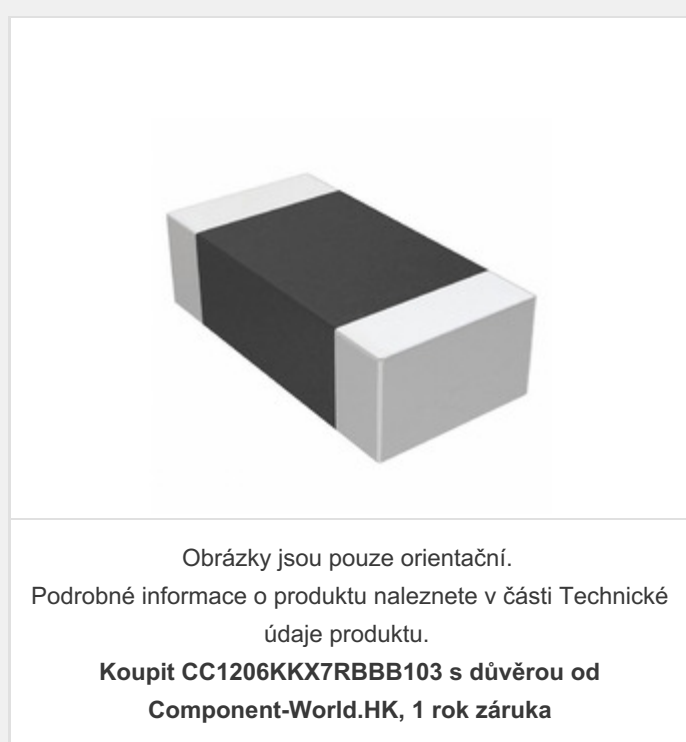 Obrázky jsou pouze orientační.
Podrobné informace o produktu naleznete v části Technické
údaje produktu.
Koupit CC1206KKX7RBBB103 s důvěrou od
Component-World.HK, 1 rok záruka